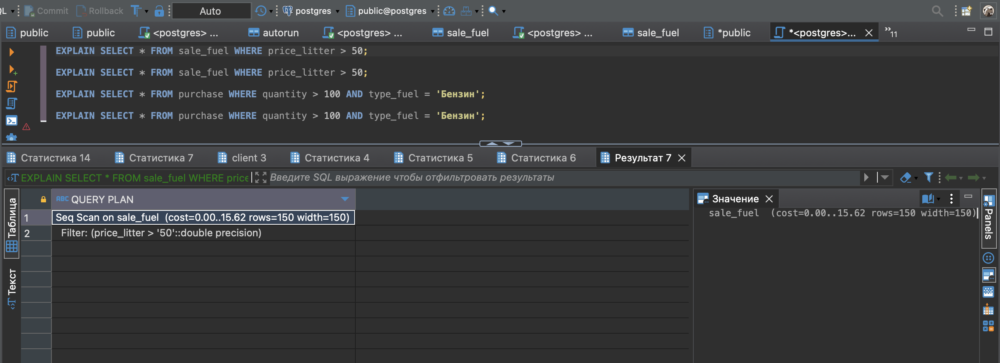 QL Commit Rollback Auto postgres public@postgres
public public <postgres> ... autorun <postgres> ... sale_fuel <postgres> ... sale_fuel *public *<postgres>... »11
EXPLAIN SELECT * FROM sale_fuel WHERE price_litter > 50;
EXPLAIN SELECT * FROM sale_fuel WHERE price_litter > 50;
EXPLAIN SELECT * FROM purchase WHERE quantity > 100 AND type_fuel = 'Бензин';
EXPLAIN SELECT * FROM purchase WHERE quantity > 100 AND type_fuel = 'Бензин';
Статистика 14 Статистика 7 client 3 Статистика 4 Статистика 5 Статистика 6 Результат 7
EXPLAIN SELECT * FROM sale_fuel WHERE price Введите SQL выражение чтобы отфильтровать результаты
ABC QUERY PLAN
1 Seq Scan on sale_fuel (cost=0.00..15.62 rows=150 width=150)
2 Filter: (price_litter > '50'::double precision)
Таблица
Текст
Значение
sale_fuel (cost=0.00..15.62 rows=150 width=150)
Panels